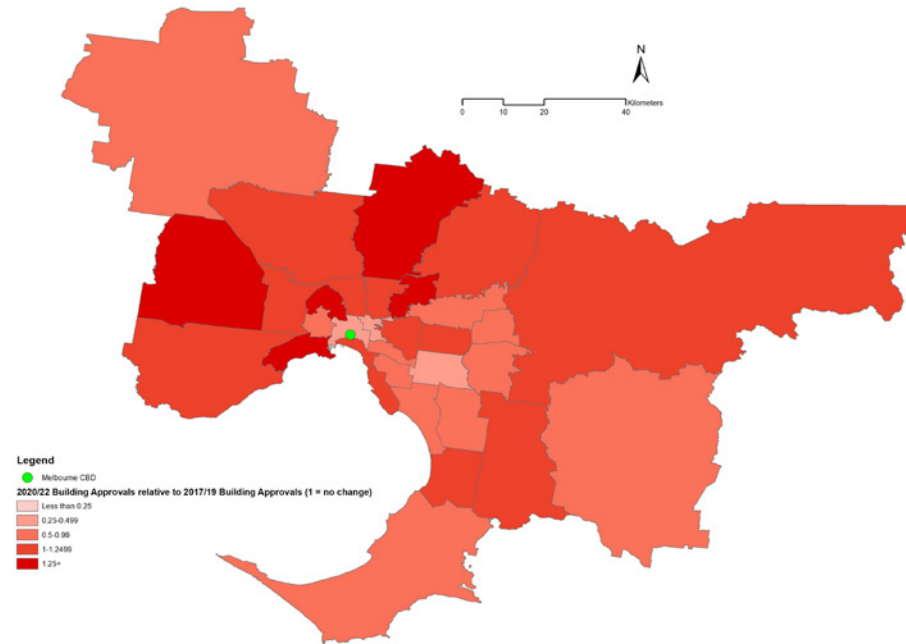 N
Kilometers
0 10 20 40
Legend
Melbourne CBD
2020/22 Building Approvals relative to 2017/19 Building Approvals (1 = no change)
Less than 0.25
0.25-0.499
0.5-0.99
1-1.2499
1.25+